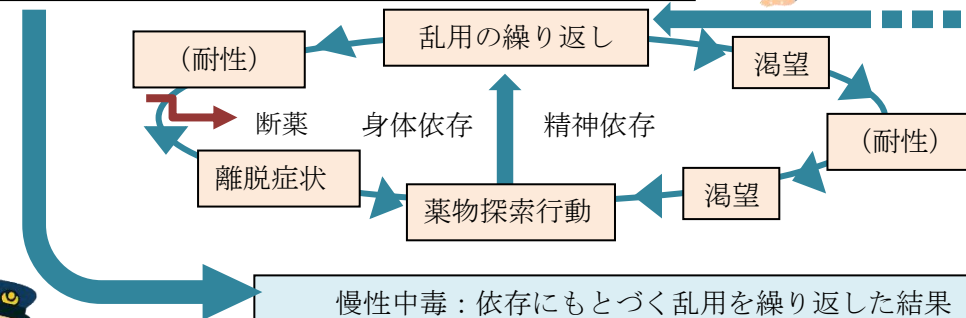 乱用の繰り返し
（耐性）
渇望
断薬
身体依存
精神依存
（耐性）
離脱症状
渇望
薬物探索行動
慢性中毒：依存にもとづく乱用を繰り返した結果